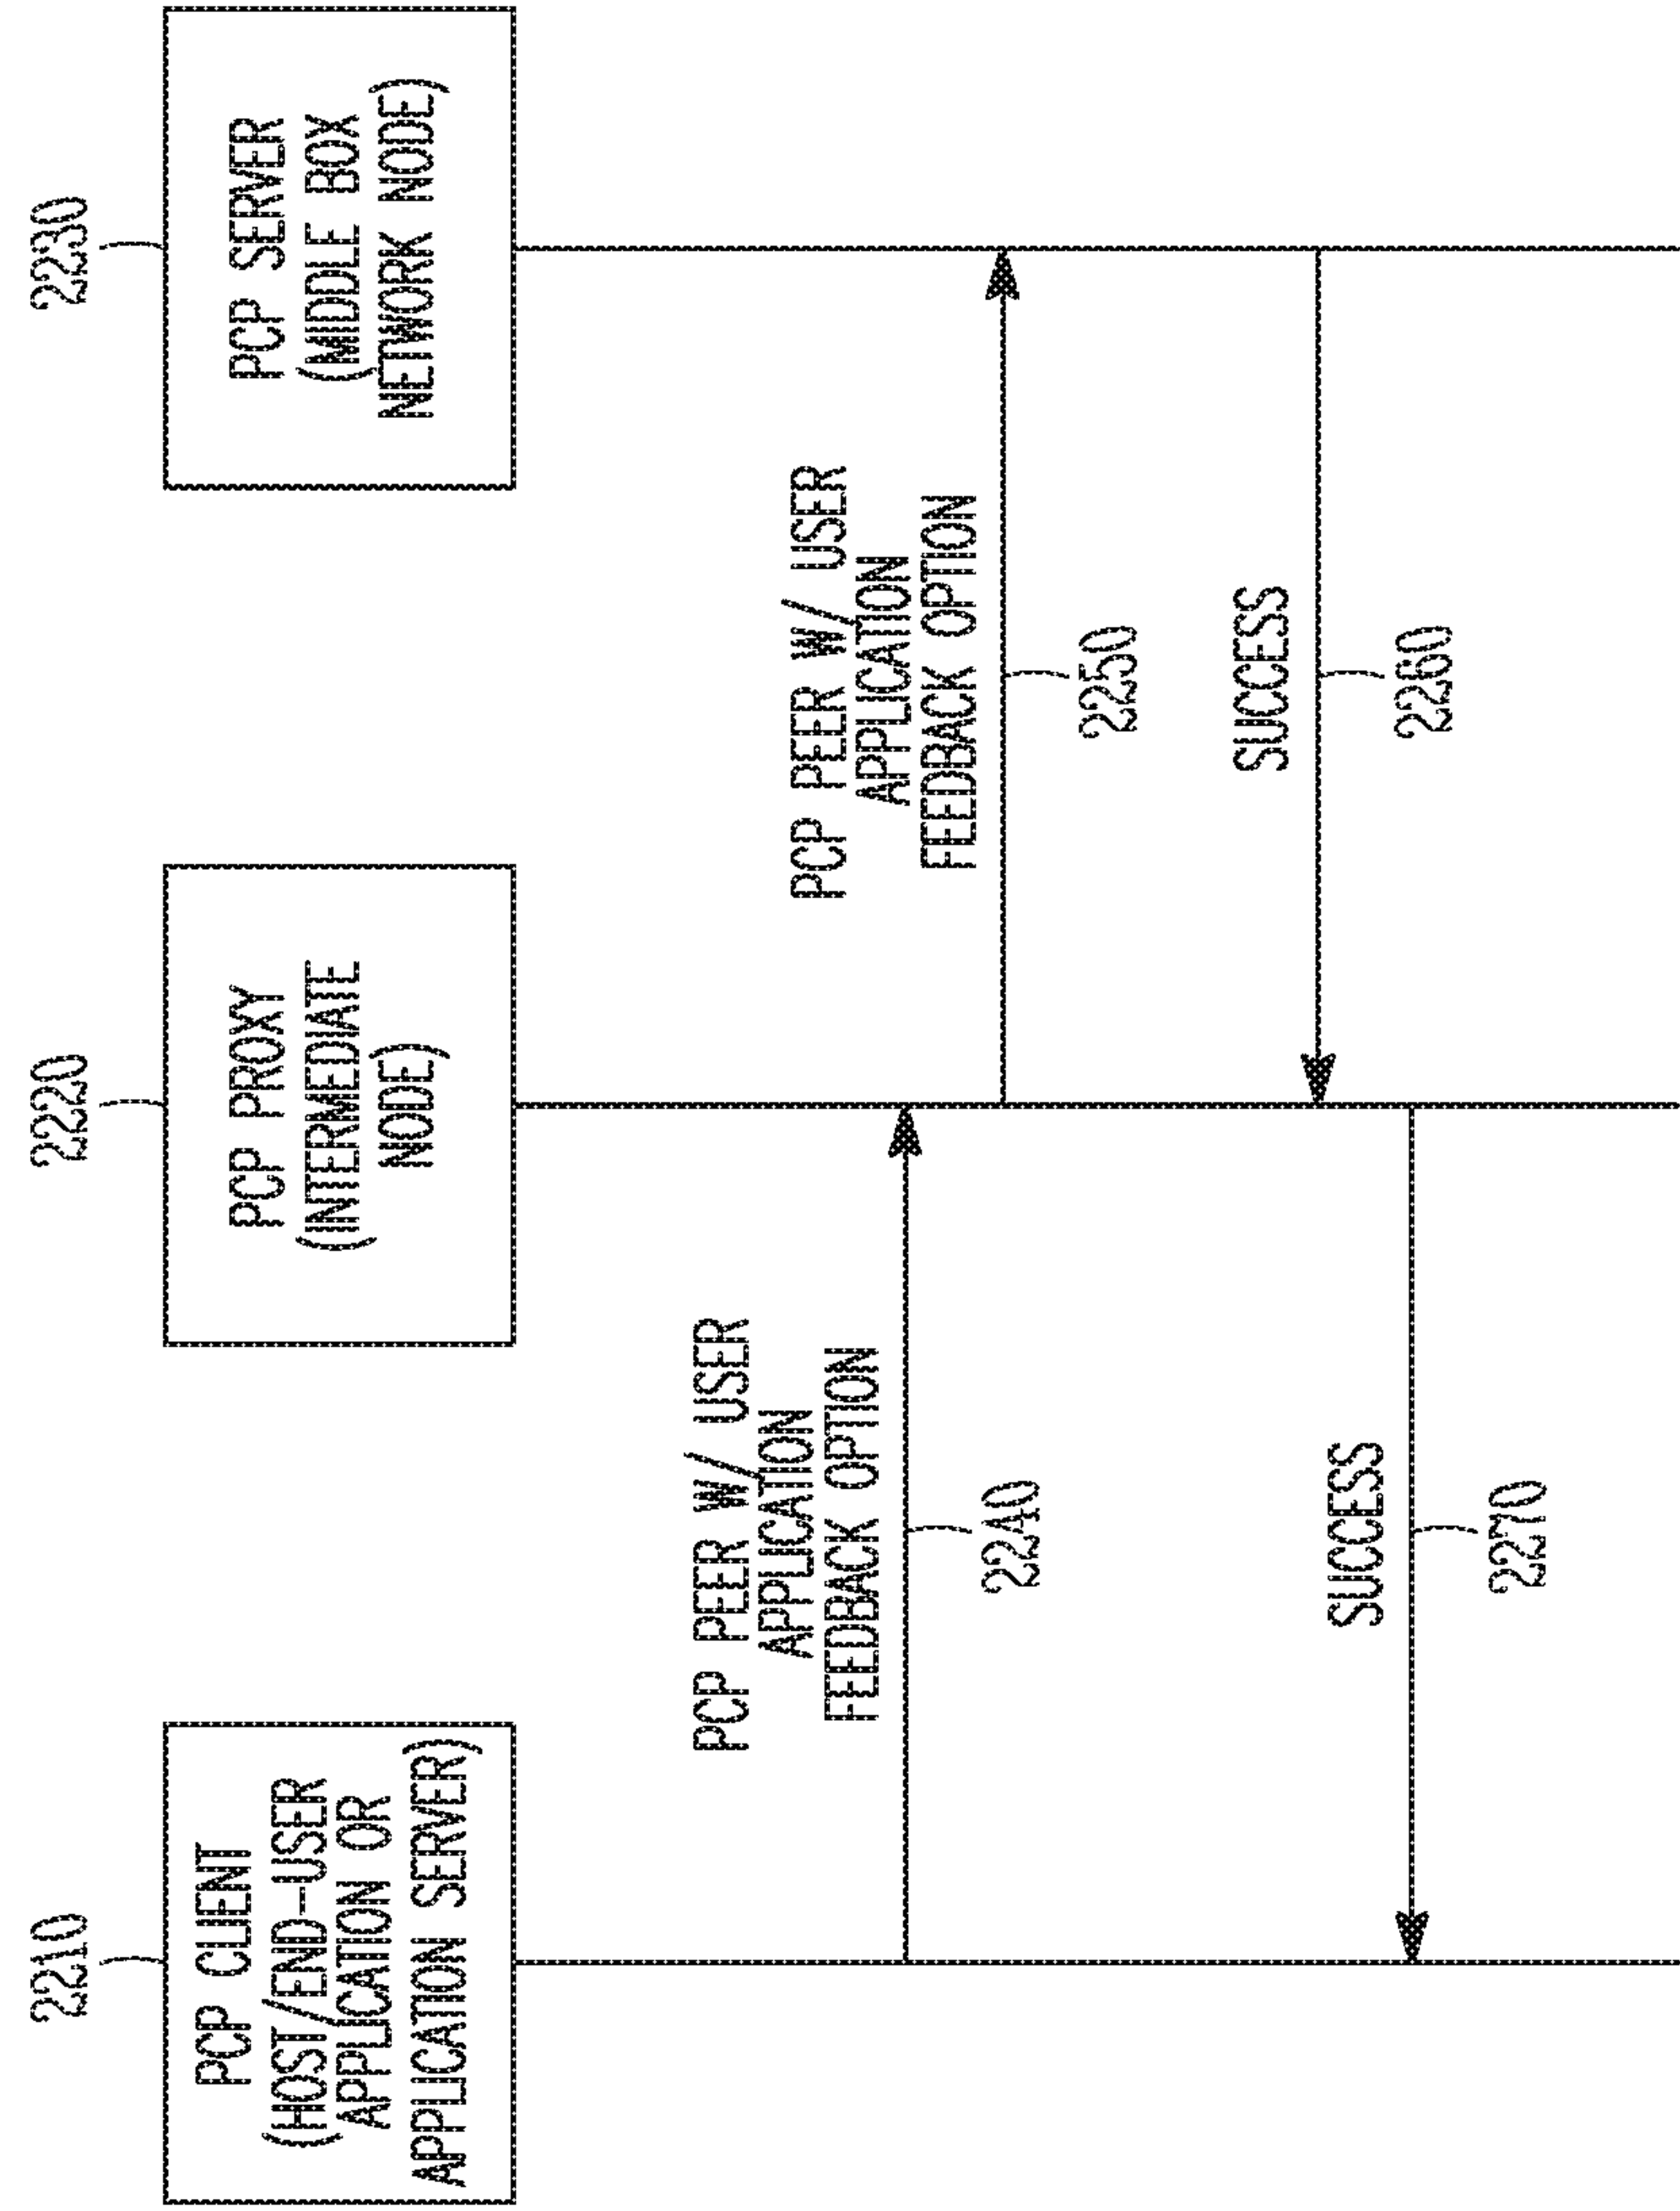 2210
PCP CLIENT
(HOST/END-USER
APPLICATION OR
APPLICATION SERVER)
2220
PCP PROXY
(INTERMEDIATE
NODE)
2230
PCP SERVER
(MIDDLE BOX
NETWORK NODE)
PCP PEER W/ USER
APPLICATION
FEEDBACK OPTION
2240
PCP PEER W/ USER
APPLICATION
FEEDBACK OPTION
2250
SUCCESS
2260
SUCCESS
2270